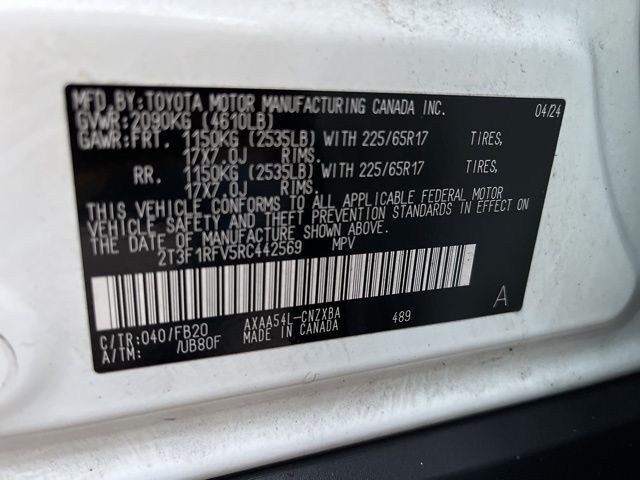 MFD.BY:TOYOTA MOTOR MANUFACTURING CANADA INC. 04/24
GVWR:2090KG (4610LB)
GAWR:FRT. 1150KG (2535LB) WITH 225/65R17 TIRES,
17X7.0J RIMS.
RR. 1150KG (2535LB) WITH 225/65R17 TIRES,
17X7.0J RIMS.
THIS VEHICLE CONFORMS TO ALL APPLICABLE FEDERAL MOTOR
VEHICLE SAFETY AND THEFT PREVENTION STANDARDS IN EFFECT ON
THE DATE OF MANUFACTURE SHOWN ABOVE.
2T3F1RFV5RC442569 MPV
A
C/TR:040/FB20 AXAA54L-CNZXBA 489
A/TM: /UB80F MADE IN CANADA